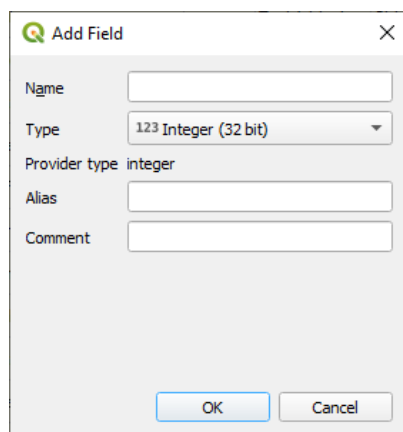 Add Field
Name
Type 123 Integer (32 bit)
Provider type integer
Alias
Comment
OK Cancel